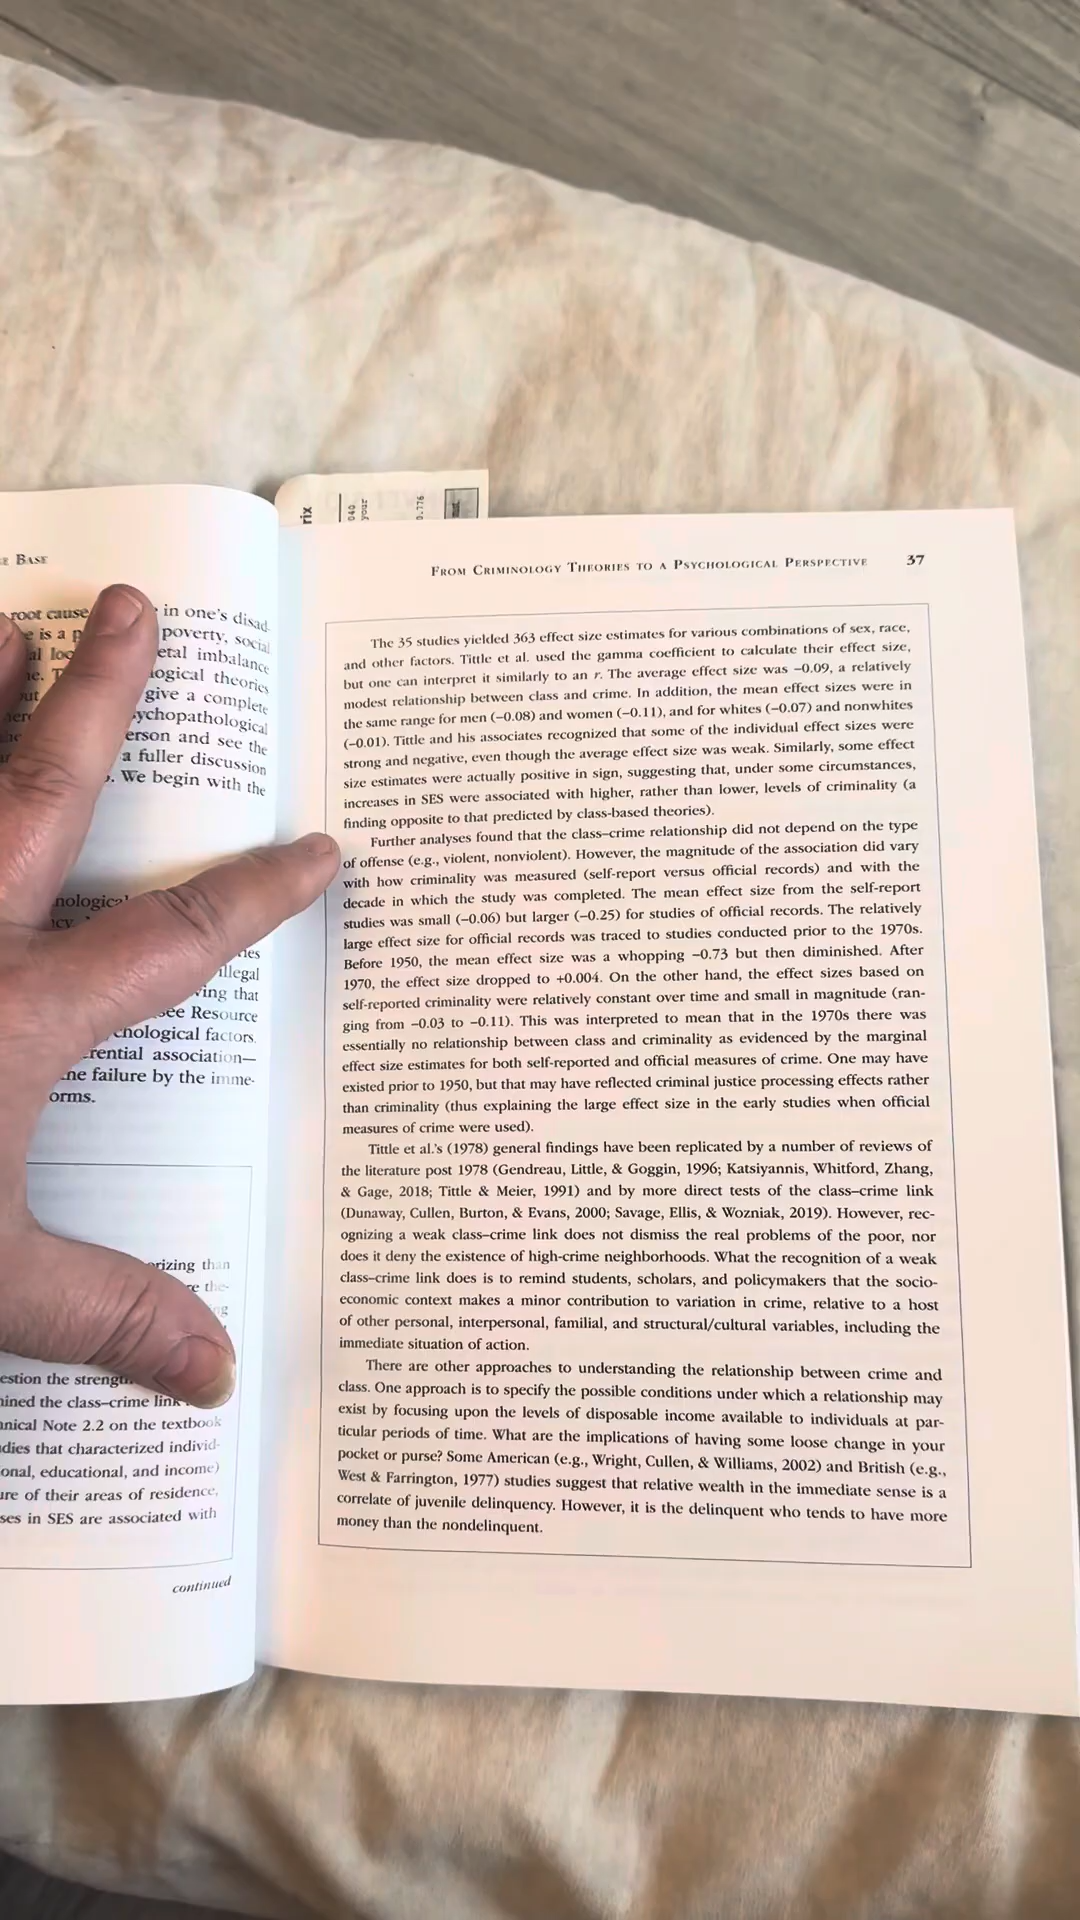 E BASE
root cause in one's disad-
e is a p poverty, social
al loc etal imbalance
ne. T ogical theories
out give a complete
here ychopathological
he erson and see the
a fuller discussion
. We begin with the
nological
icy.
ies
illegal
ving that
see Resource
chological factors.
erential association—
he failure by the imme-
orms.
orizing than
re the-
ing
estion the strengt
nined the class–crime link
nical Note 2.2 on the textbook
dies that characterized individ-
onal, educational, and income)
ure of their areas of residence,
ses in SES are associated with
continued
rix
040
your
0.776
FROM CRIMINOLOGY THEORIES TO A PSYCHOLOGICAL PERSPECTIVE 37
The 35 studies yielded 363 effect size estimates for various combinations of sex, race,
and other factors. Tittle et al. used the gamma coefficient to calculate their effect size,
but one can interpret it similarly to an r. The average effect size was −0.09, a relatively
modest relationship between class and crime. In addition, the mean effect sizes were in
the same range for men (−0.08) and women (−0.11), and for whites (−0.07) and nonwhites
(−0.01). Tittle and his associates recognized that some of the individual effect sizes were
strong and negative, even though the average effect size was weak. Similarly, some effect
size estimates were actually positive in sign, suggesting that, under some circumstances,
increases in SES were associated with higher, rather than lower, levels of criminality (a
finding opposite to that predicted by class-based theories).
Further analyses found that the class–crime relationship did not depend on the type
of offense (e.g., violent, nonviolent). However, the magnitude of the association did vary
with how criminality was measured (self-report versus official records) and with the
decade in which the study was completed. The mean effect size from the self-report
studies was small (−0.06) but larger (−0.25) for studies of official records. The relatively
large effect size for official records was traced to studies conducted prior to the 1970s.
Before 1950, the mean effect size was a whopping −0.73 but then diminished. After
1970, the effect size dropped to +0.004. On the other hand, the effect sizes based on
self-reported criminality were relatively constant over time and small in magnitude (ran-
ging from −0.03 to −0.11). This was interpreted to mean that in the 1970s there was
essentially no relationship between class and criminality as evidenced by the marginal
effect size estimates for both self-reported and official measures of crime. One may have
existed prior to 1950, but that may have reflected criminal justice processing effects rather
than criminality (thus explaining the large effect size in the early studies when official
measures of crime were used).
Tittle et al.'s (1978) general findings have been replicated by a number of reviews of
the literature post 1978 (Gendreau, Little, & Goggin, 1996; Katsiyannis, Whitford, Zhang,
& Gage, 2018; Tittle & Meier, 1991) and by more direct tests of the class–crime link
(Dunaway, Cullen, Burton, & Evans, 2000; Savage, Ellis, & Wozniak, 2019). However, rec-
ognizing a weak class–crime link does not dismiss the real problems of the poor, nor
does it deny the existence of high-crime neighborhoods. What the recognition of a weak
class–crime link does is to remind students, scholars, and policymakers that the socio-
economic context makes a minor contribution to variation in crime, relative to a host
of other personal, interpersonal, familial, and structural/cultural variables, including the
immediate situation of action.
There are other approaches to understanding the relationship between crime and
class. One approach is to specify the possible conditions under which a relationship may
exist by focusing upon the levels of disposable income available to individuals at par-
ticular periods of time. What are the implications of having some loose change in your
pocket or purse? Some American (e.g., Wright, Cullen, & Williams, 2002) and British (e.g.,
West & Farrington, 1977) studies suggest that relative wealth in the immediate sense is a
correlate of juvenile delinquency. However, it is the delinquent who tends to have more
money than the nondelinquent.